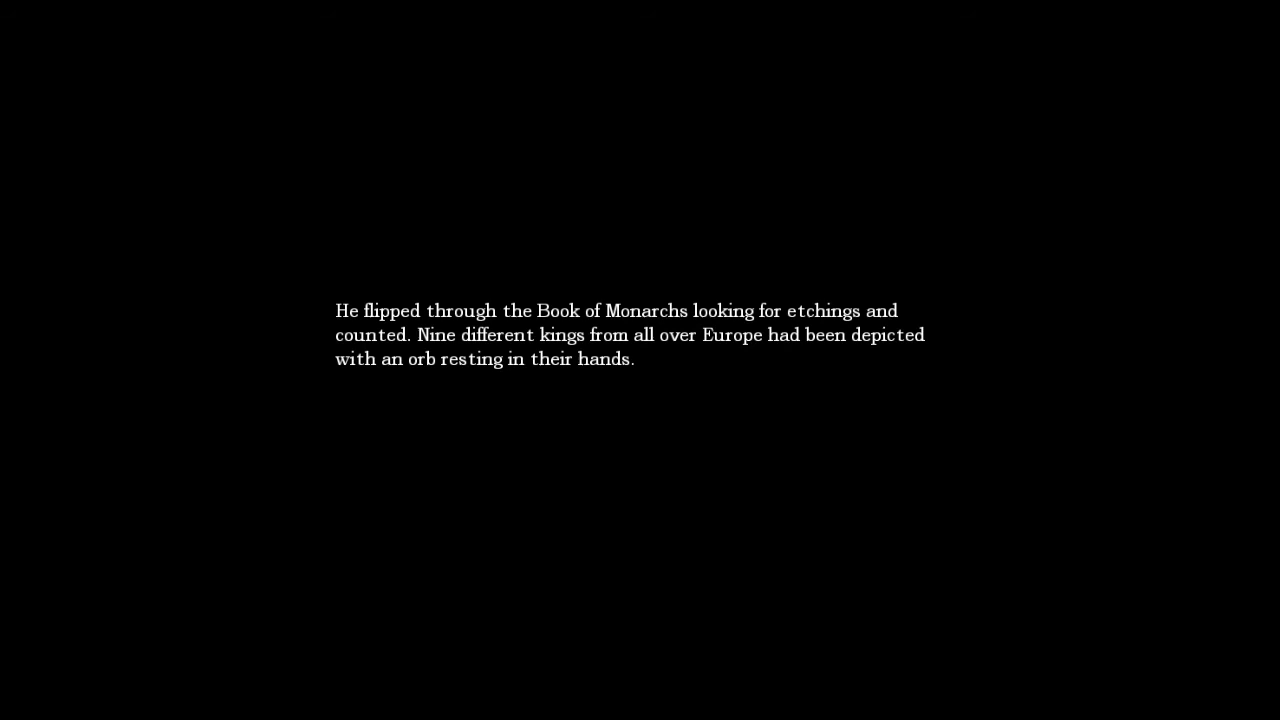 He flipped through the Book of Monarchs looking for etchings and
counted. Nine different kings from all over Europe had been depicted
with an orb resting in their hands.